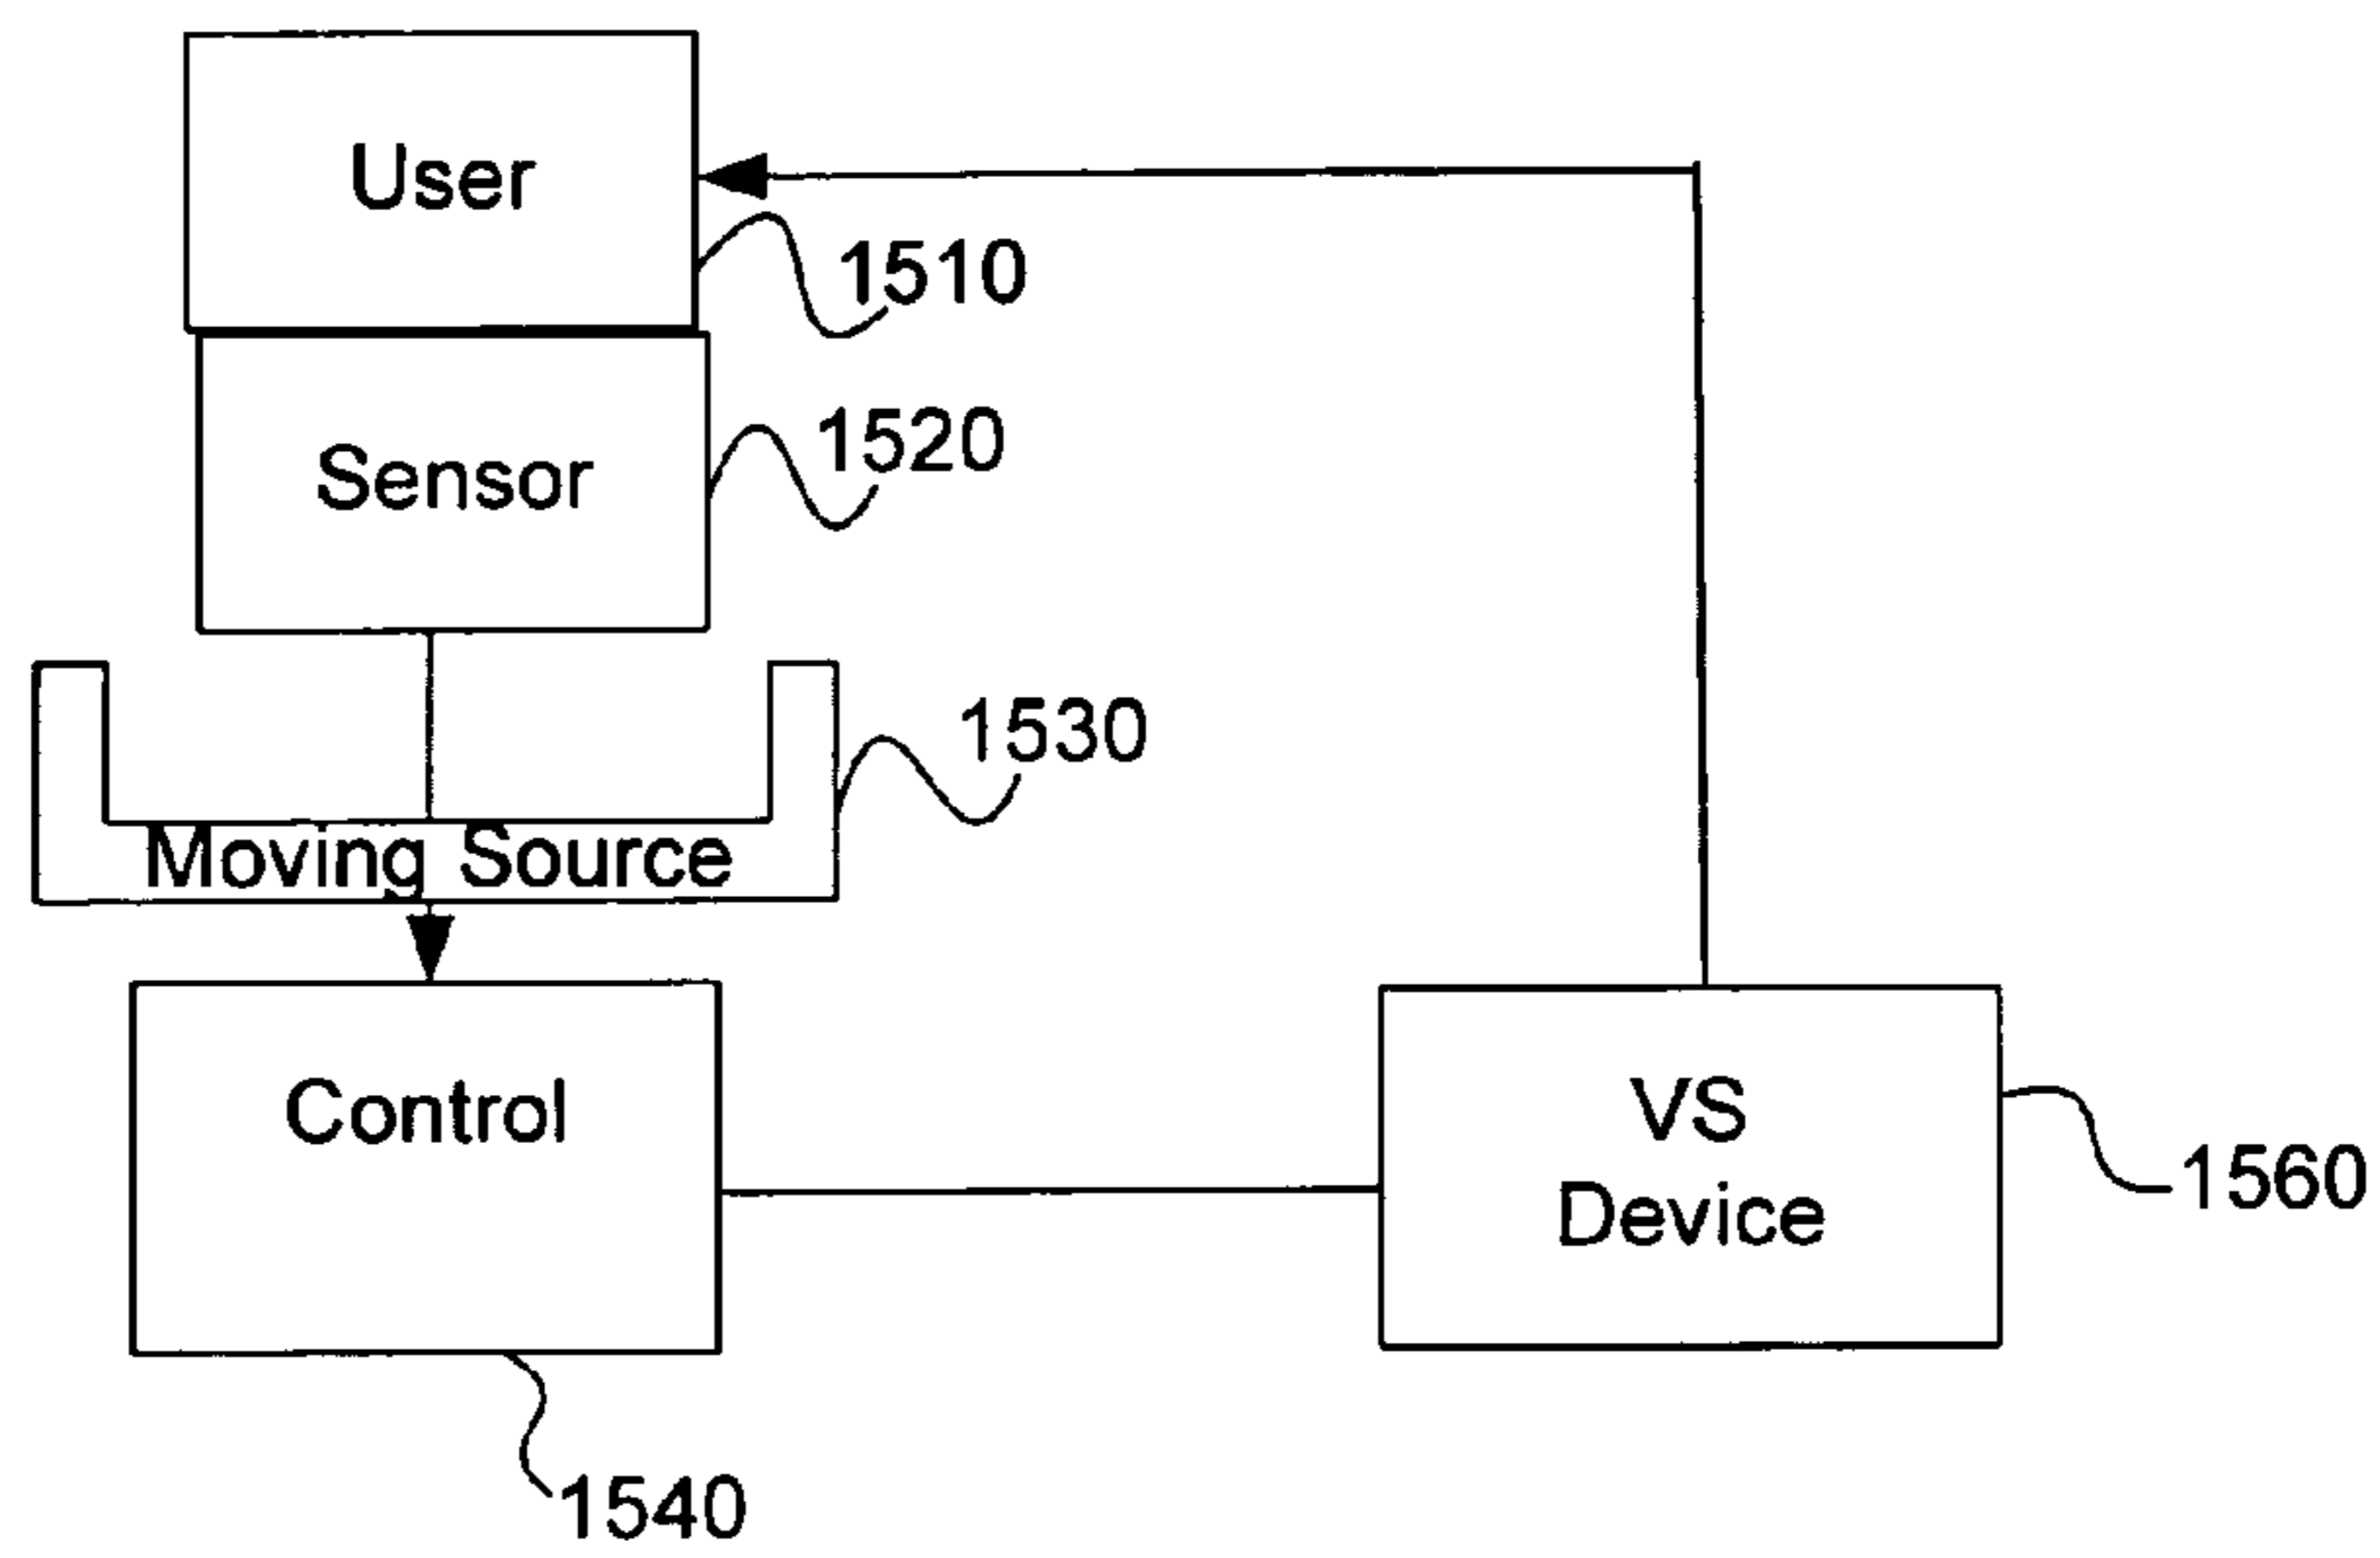 User
1510
Sensor
1520
1530
Moving Source
Control
VS
Device
1560
1540